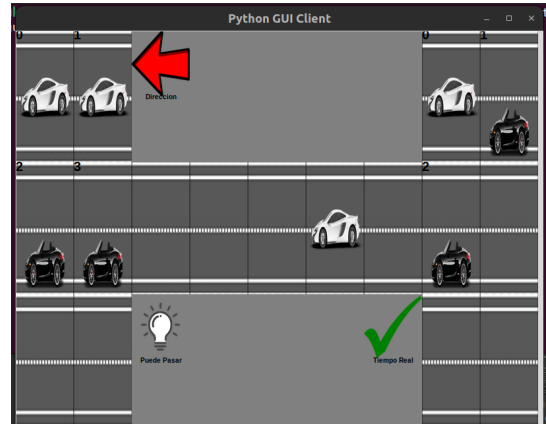 Python GUI Client
0 1 0 1
Direccion
2 3 2
Puede Pasar Tiempo Real